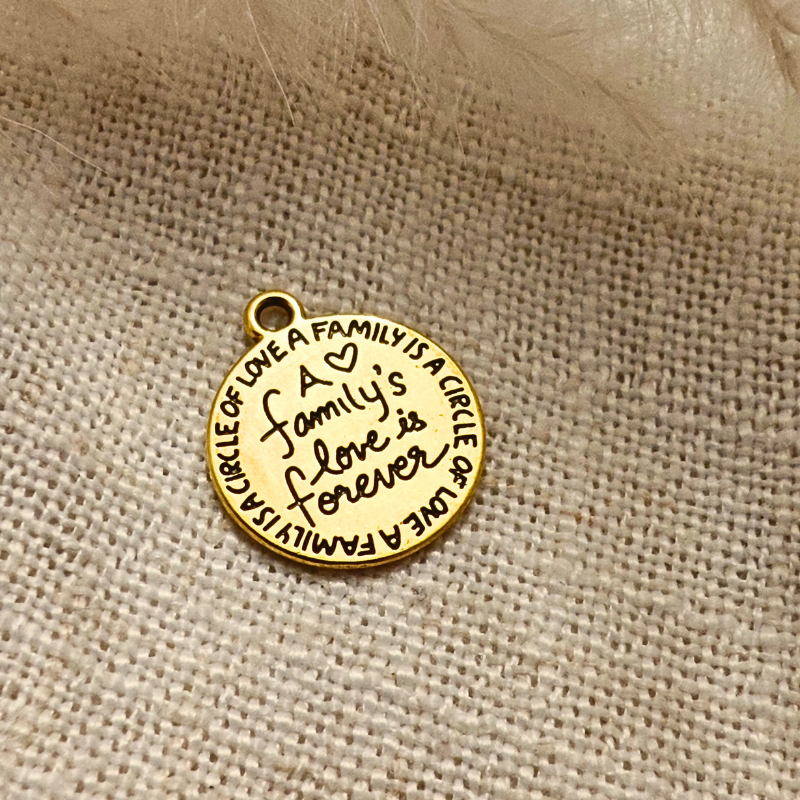 A FAMILY IS A CIRCLE OF LOVE A FAMILY IS A CIRCLE OF LOVE
A ♡
family's
love is
forever